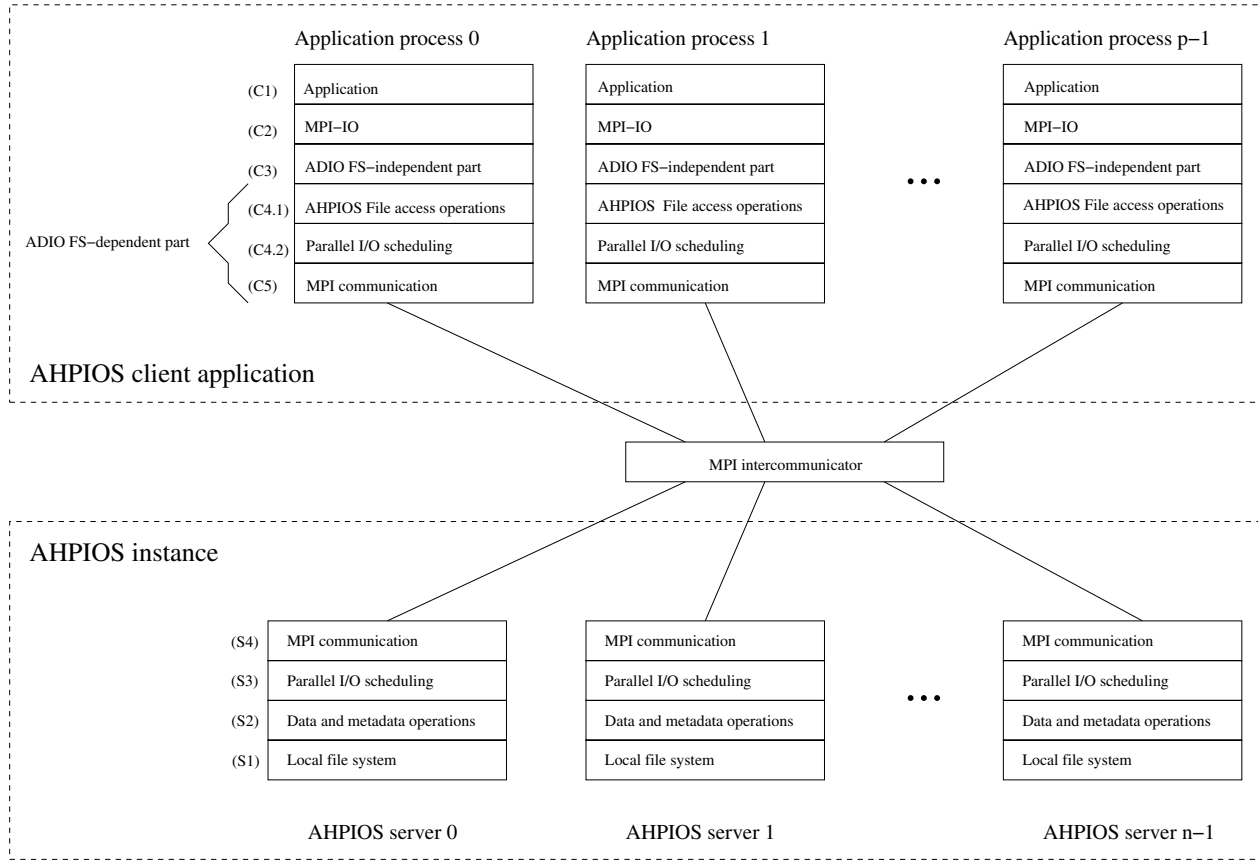 Application process 0 Application process 1 Application process p−1
(C1) Application Application Application
(C2) MPI−IO MPI−IO MPI−IO
(C3) ADIO FS−independent part ADIO FS−independent part ADIO FS−independent part
(C4.1) AHPIOS File access operations AHPIOS File access operations AHPIOS File access operations
ADIO FS−dependent part (C4.2) Parallel I/O scheduling Parallel I/O scheduling Parallel I/O scheduling
(C5) MPI communication MPI communication MPI communication
AHPIOS client application
MPI intercommunicator
AHPIOS instance
(S4) MPI communication MPI communication MPI communication
(S3) Parallel I/O scheduling Parallel I/O scheduling Parallel I/O scheduling
(S2) Data and metadata operations Data and metadata operations Data and metadata operations
(S1) Local file system Local file system Local file system
AHPIOS server 0 AHPIOS server 1 AHPIOS server n−1